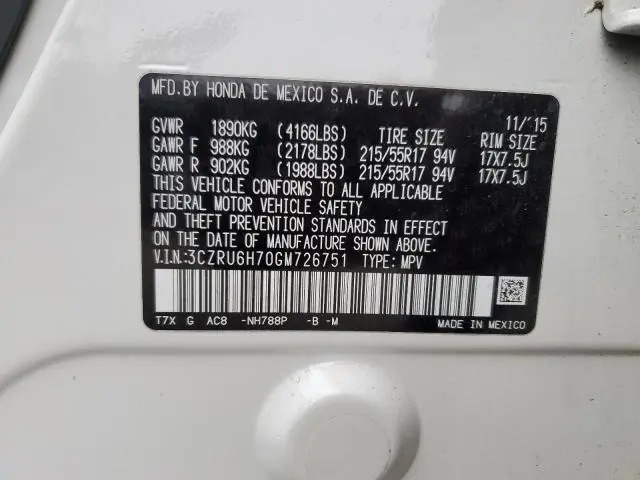 MFD.BY HONDA DE MEXICO S.A. DE C.V.
11/'15
GVWR 1890KG (4166LBS) TIRE SIZE RIM SIZE
GAWR F 988KG (2178LBS) 215/55R17 94V 17X7.5J
GAWR R 902KG (1988LBS) 215/55R17 94V 17X7.5J
THIS VEHICLE CONFORMS TO ALL APPLICABLE
FEDERAL MOTOR VEHICLE SAFETY
AND THEFT PREVENTION STANDARDS IN EFFECT
ON THE DATE OF MANUFACTURE SHOWN ABOVE.
V.I.N.:3CZRU6H70GM726751 TYPE: MPV
T7X G AC8 -NH788P -B -M
MADE IN MEXICO